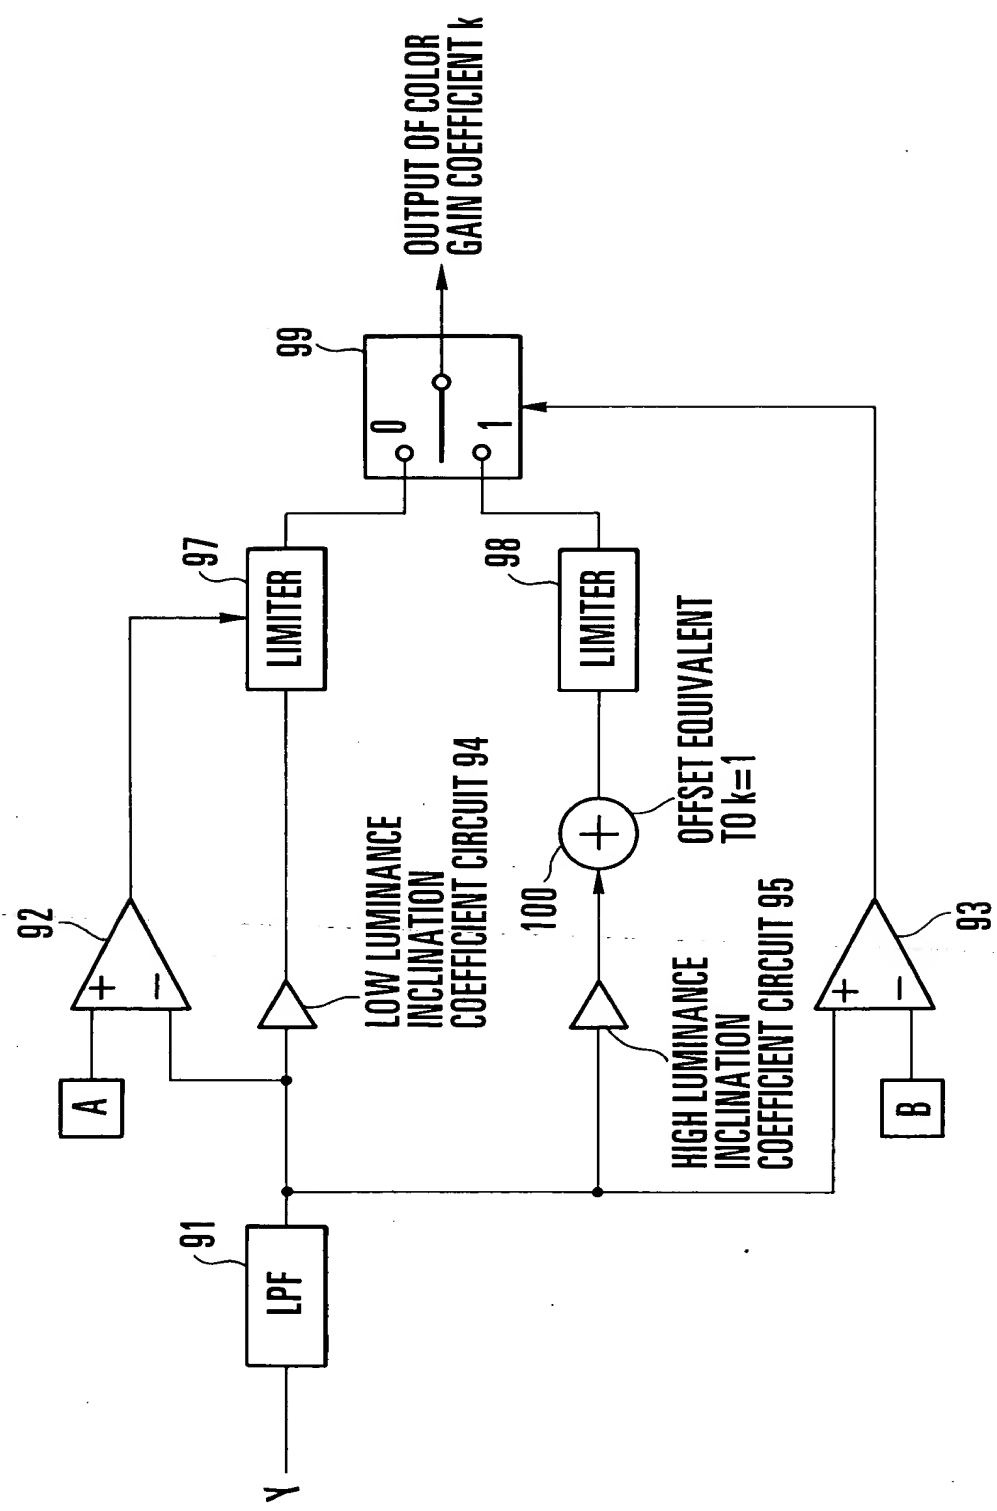 Y
LPF
91
A
+
−
92
LOW LUMINANCE
INCLINATION
COEFFICIENT CIRCUIT 94
LIMITER
97
HIGH LUMINANCE
INCLINATION
COEFFICIENT CIRCUIT 95
100
+
OFFSET EQUIVALENT
TO k=1
LIMITER
98
B
+
−
93
99
0
1
OUTPUT OF COLOR
GAIN COEFFICIENT k